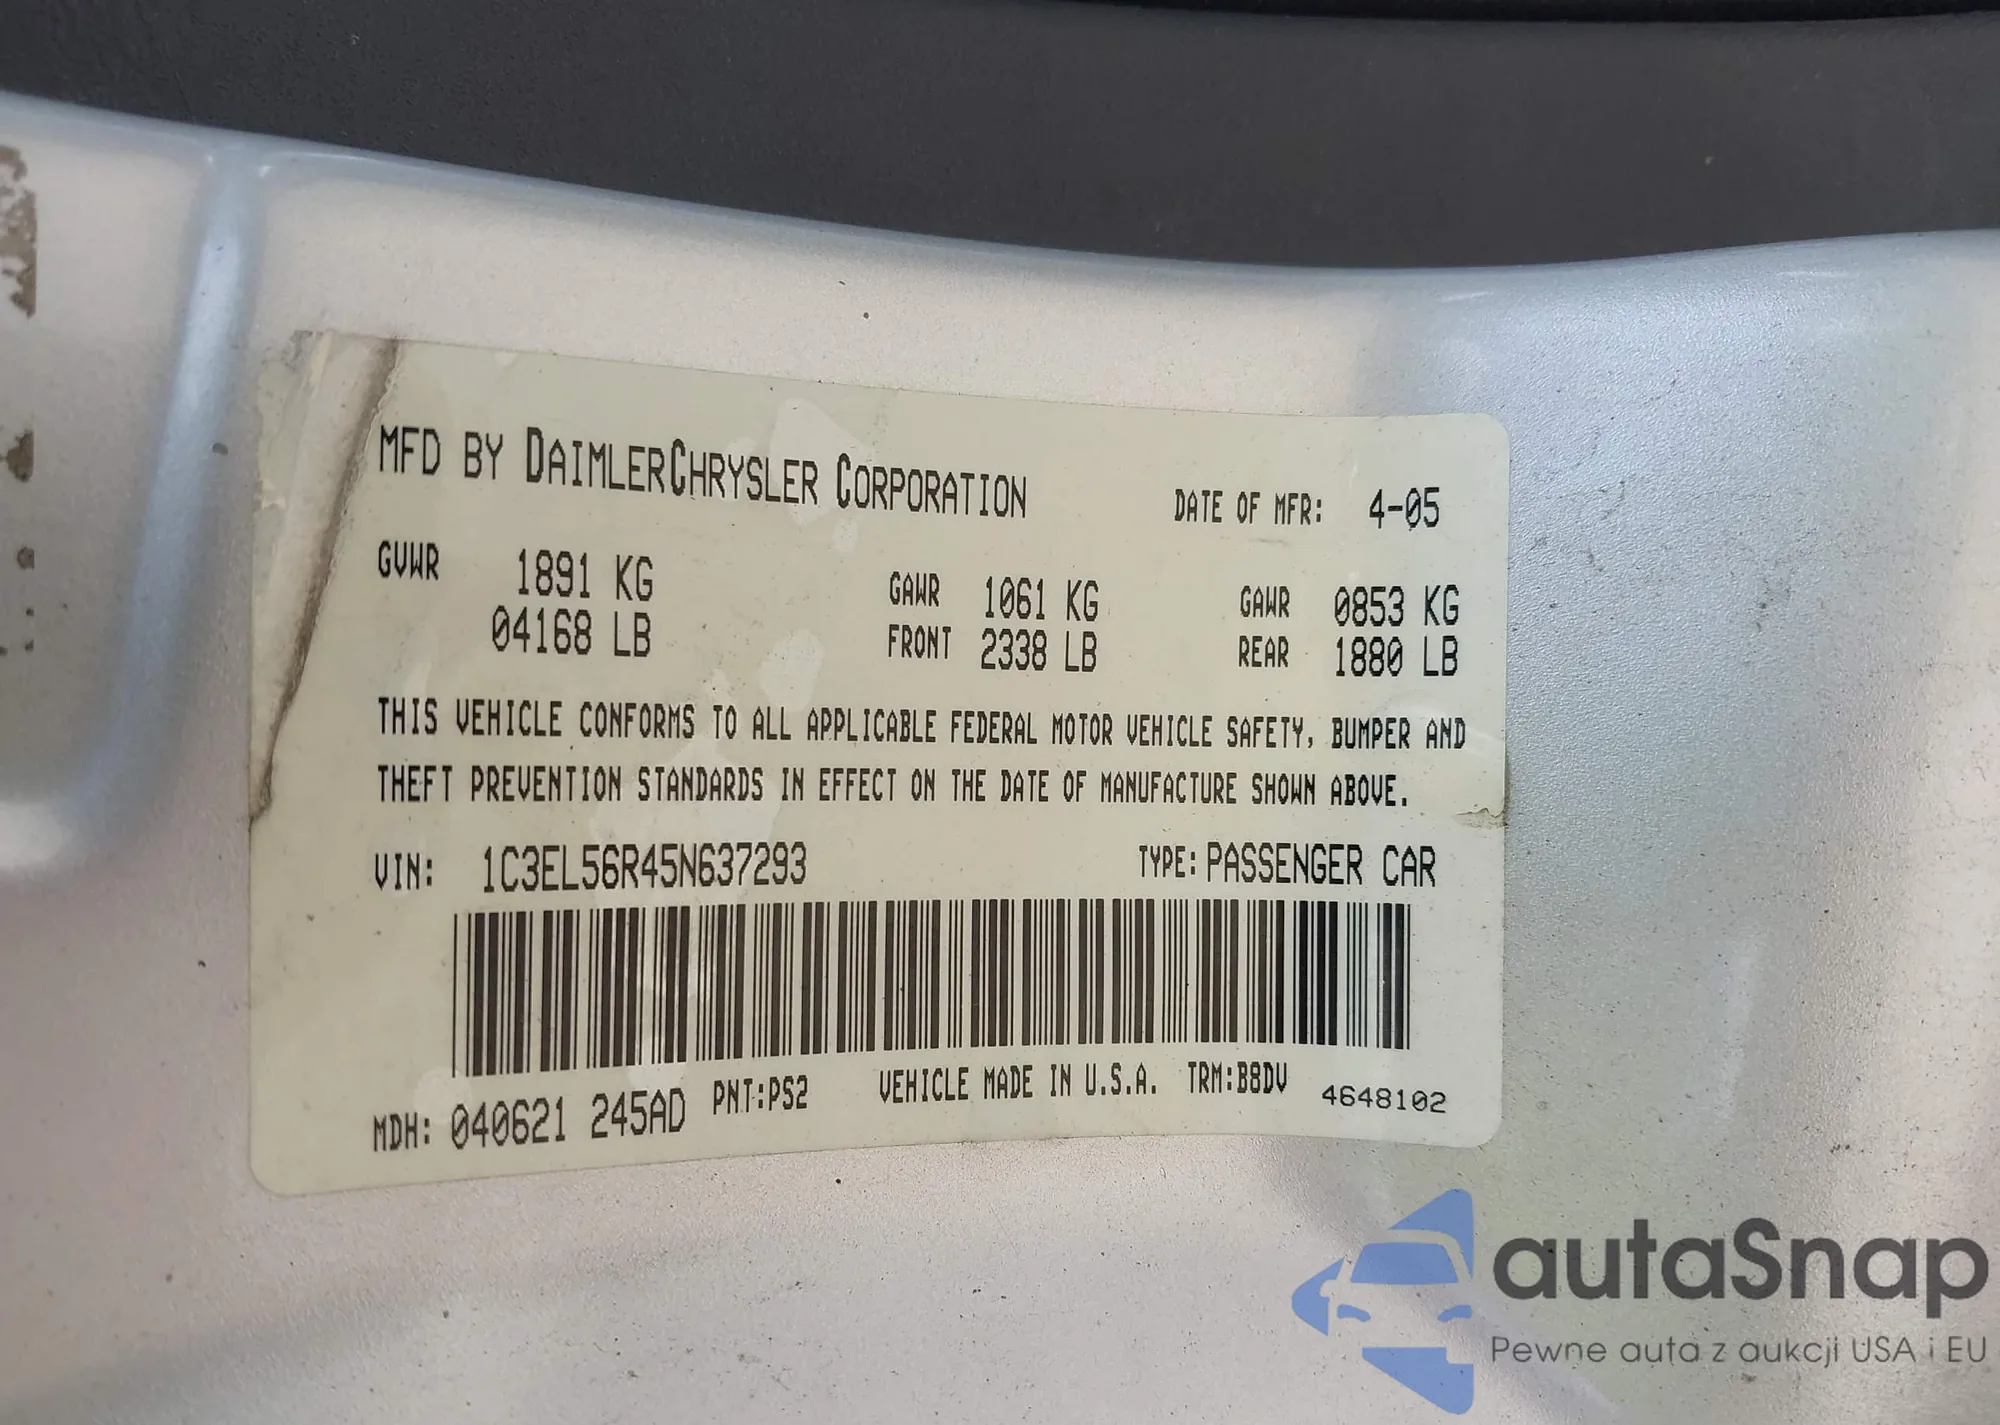 MFD BY DAIMLERCHRYSLER CORPORATION DATE OF MFR: 4-05
GVWR 1891 KG GAWR 1061 KG GAWR 0853 KG
04168 LB FRONT 2338 LB REAR 1880 LB
THIS VEHICLE CONFORMS TO ALL APPLICABLE FEDERAL MOTOR VEHICLE SAFETY, BUMPER AND
THEFT PREVENTION STANDARDS IN EFFECT ON THE DATE OF MANUFACTURE SHOWN ABOVE.
VIN: 1C3EL56R45N637293 TYPE: PASSENGER CAR
MDH: 040621 245AD PNT:PS2 VEHICLE MADE IN U.S.A. TRM:B8DV 4648102
autaSnap
Pewne auta z aukcji USA i EU